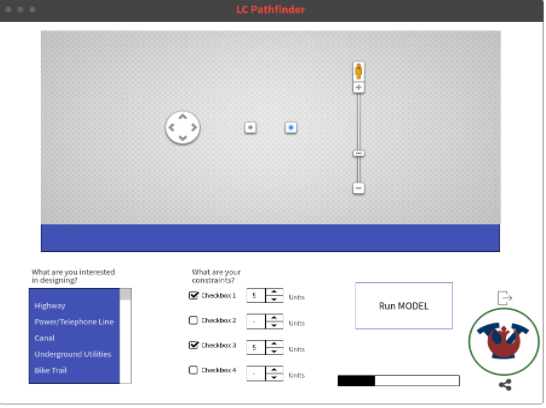 LC Pathfinder
What are you interested
in designing?
Highway
Power/Telephone Line
Canal
Underground Utilities
Bike Trail
What are your
constraints?
Checkbox 1 5 Units
Checkbox 2 - Units
Checkbox 3 5 Units
Checkbox 4 - Units
Run MODEL